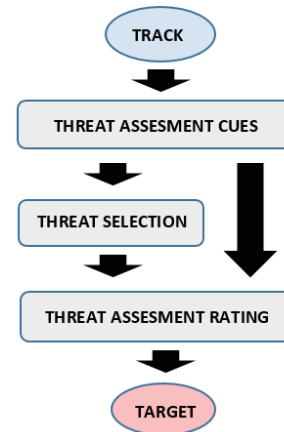 TRACK
THREAT ASSESMENT CUES
THREAT SELECTION
THREAT ASSESMENT RATING
TARGET